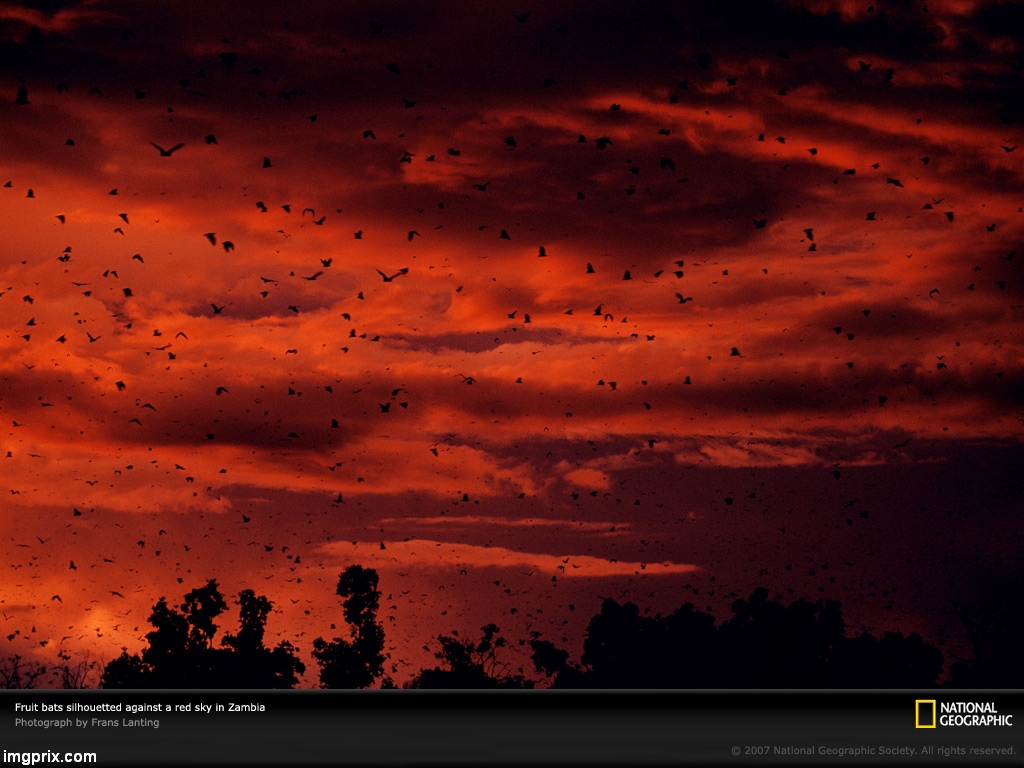 Fruit bats silhouetted against a red sky in Zambia
Photograph by Frans Lanting
NATIONAL
GEOGRAPHIC
© 2007 National Geographic Society. All rights reserved.
imgprix.com